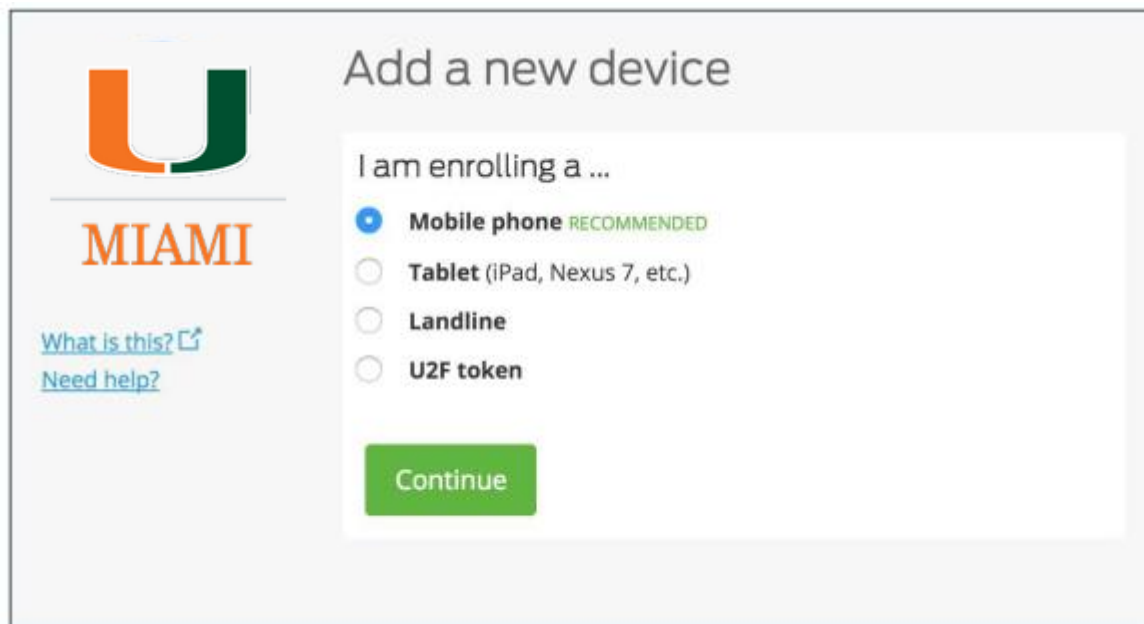 Add a new device
U
MIAMI
What is this?
Need help?
I am enrolling a ...
Mobile phone RECOMMENDED
Tablet (iPad, Nexus 7, etc.)
Landline
U2F token
Continue